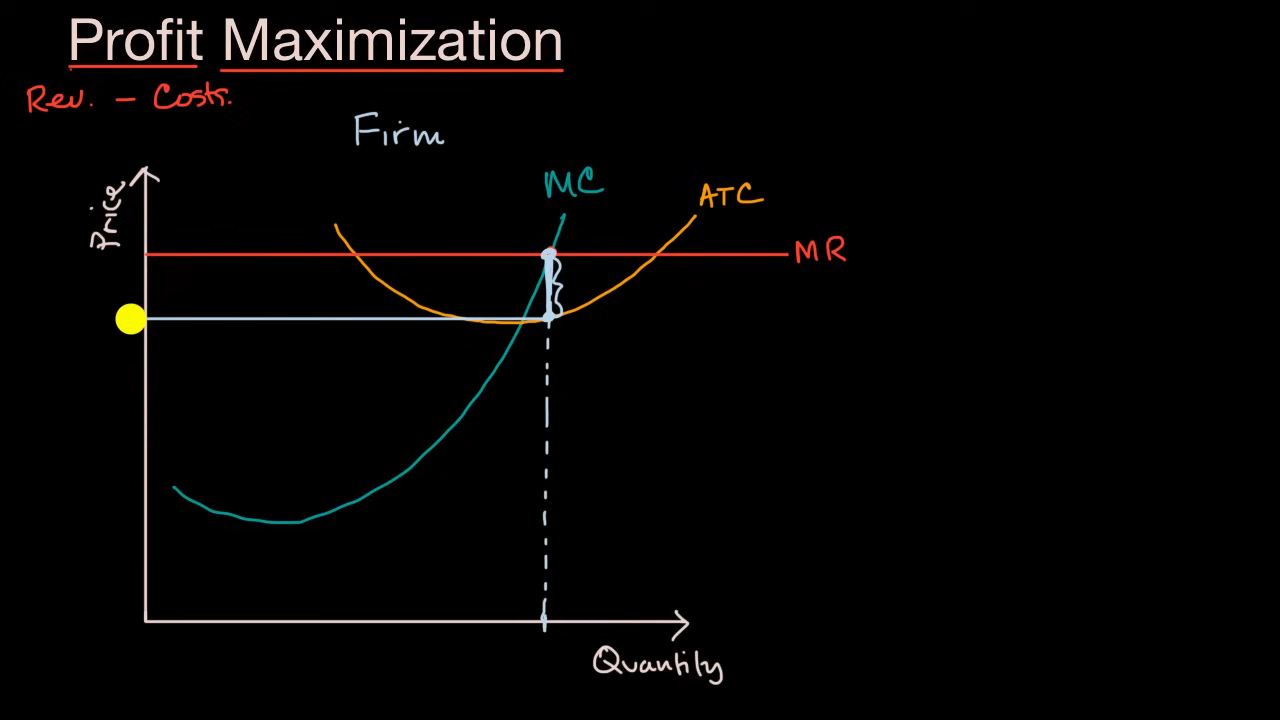 Profit Maximization
Rev. - Costs.
Firm
MC
ATC
Price
MR
Quantity